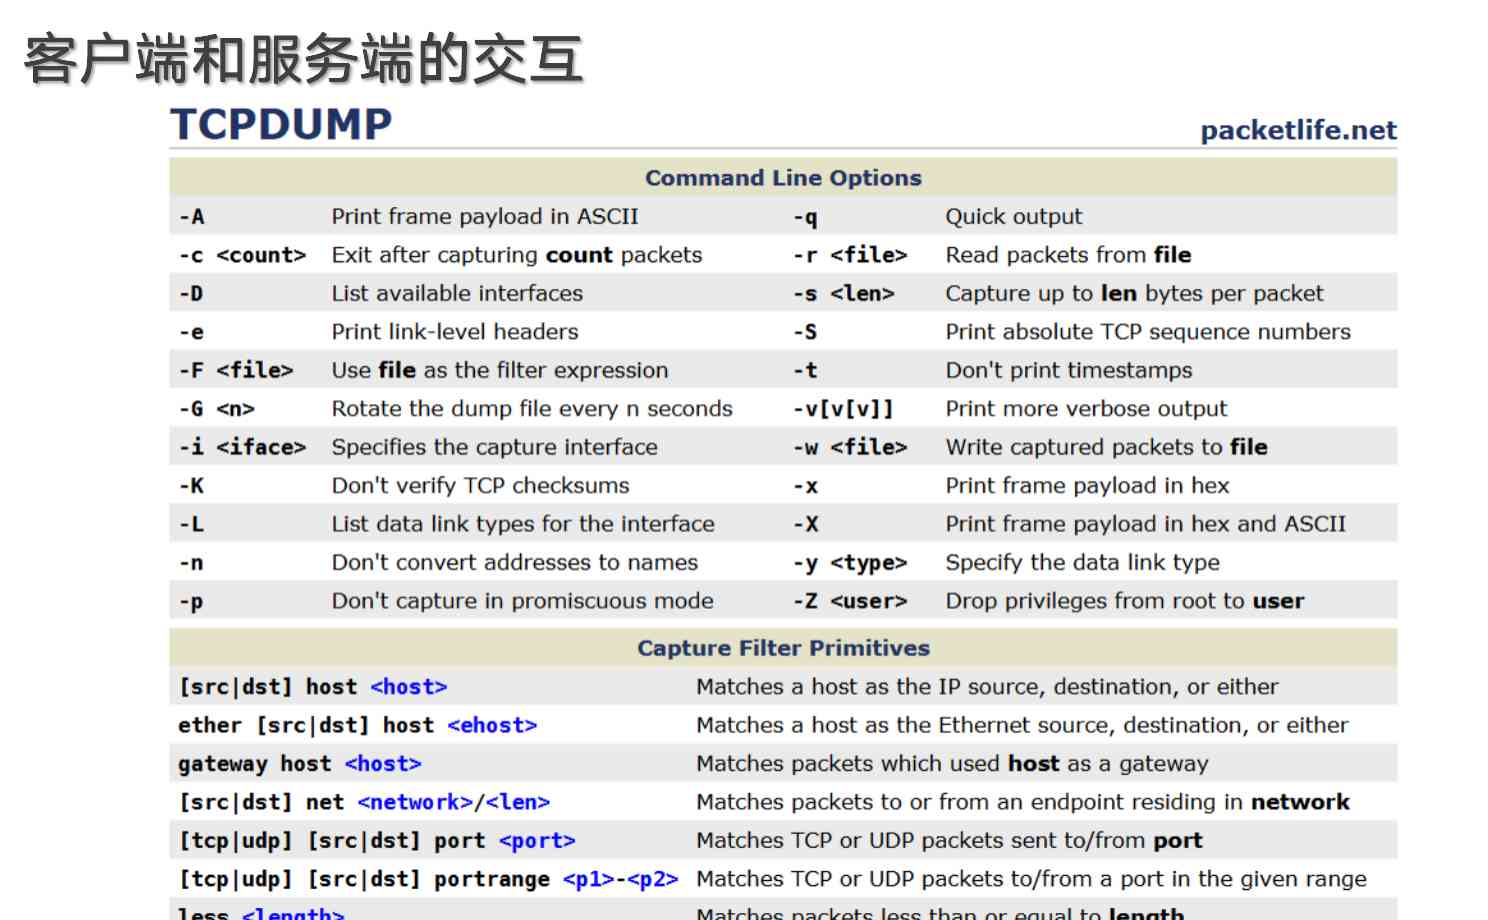 客户端和服务端的交互
TCPDUMP packetlife.net
Command Line Options
-A Print frame payload in ASCII -q Quick output
-c <count> Exit after capturing count packets -r <file> Read packets from file
-D List available interfaces -s <len> Capture up to len bytes per packet
-e Print link-level headers -S Print absolute TCP sequence numbers
-F <file> Use file as the filter expression -t Don't print timestamps
-G <n> Rotate the dump file every n seconds -v[v[v]] Print more verbose output
-i <iface> Specifies the capture interface -w <file> Write captured packets to file
-K Don't verify TCP checksums -x Print frame payload in hex
-L List data link types for the interface -X Print frame payload in hex and ASCII
-n Don't convert addresses to names -y <type> Specify the data link type
-p Don't capture in promiscuous mode -Z <user> Drop privileges from root to user
Capture Filter Primitives
[src|dst] host <host> Matches a host as the IP source, destination, or either
ether [src|dst] host <ehost> Matches a host as the Ethernet source, destination, or either
gateway host <host> Matches packets which used host as a gateway
[src|dst] net <network>/<len> Matches packets to or from an endpoint residing in network
[tcp|udp] [src|dst] port <port> Matches TCP or UDP packets sent to/from port
[tcp|udp] [src|dst] portrange <p1>-<p2> Matches TCP or UDP packets to/from a port in the given range
less <length> Matches packets less than or equal to length